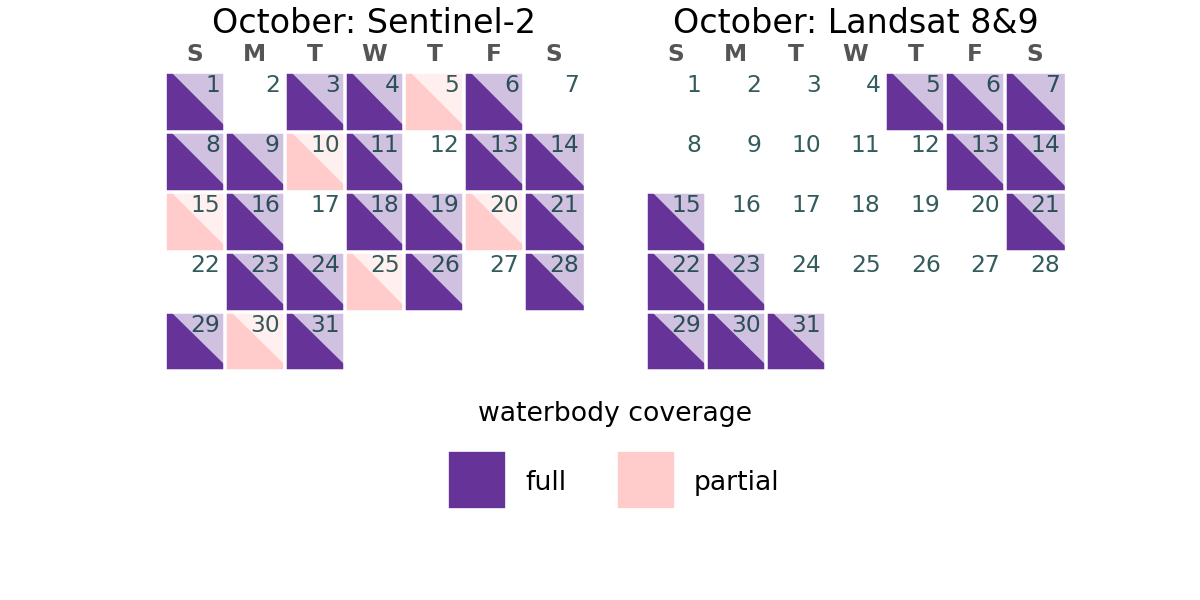 October: Sentinel-2
S M T W T F S
1 2 3 4 5 6 7
8 9 10 11 12 13 14
15 16 17 18 19 20 21
22 23 24 25 26 27 28
29 30 31
October: Landsat 8&9
S M T W T F S
1 2 3 4 5 6 7
8 9 10 11 12 13 14
15 16 17 18 19 20 21
22 23 24 25 26 27 28
29 30 31
waterbody coverage
full partial